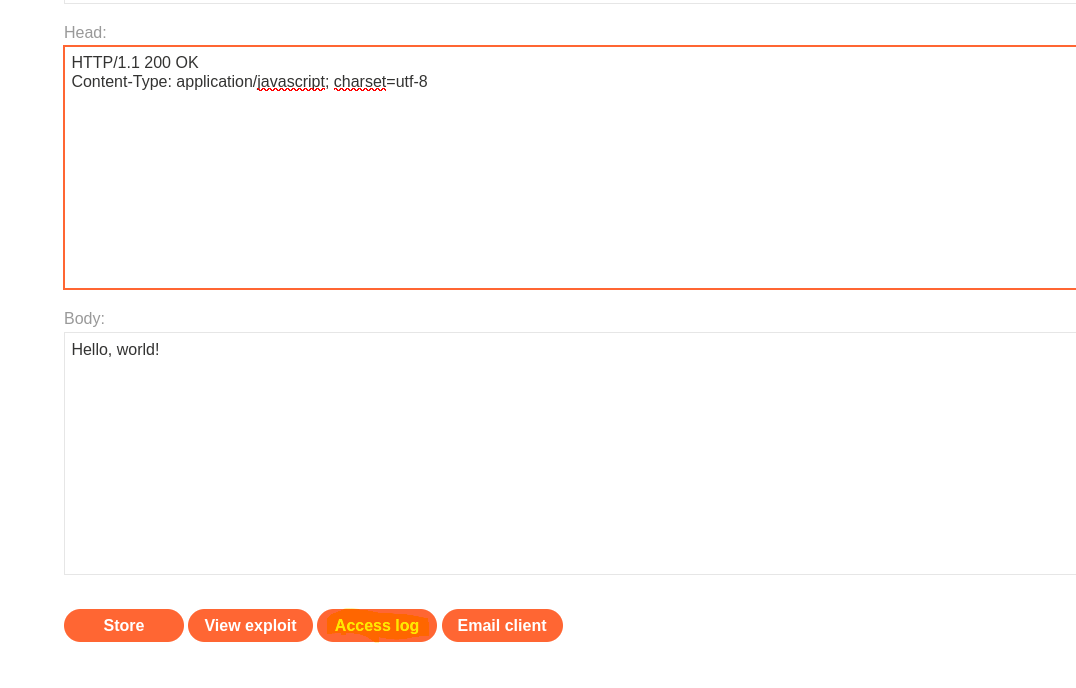 Head:
HTTP/1.1 200 OK
Content-Type: application/javascript; charset=utf-8
Body:
Hello, world!
Store
View exploit
Access log
Email client